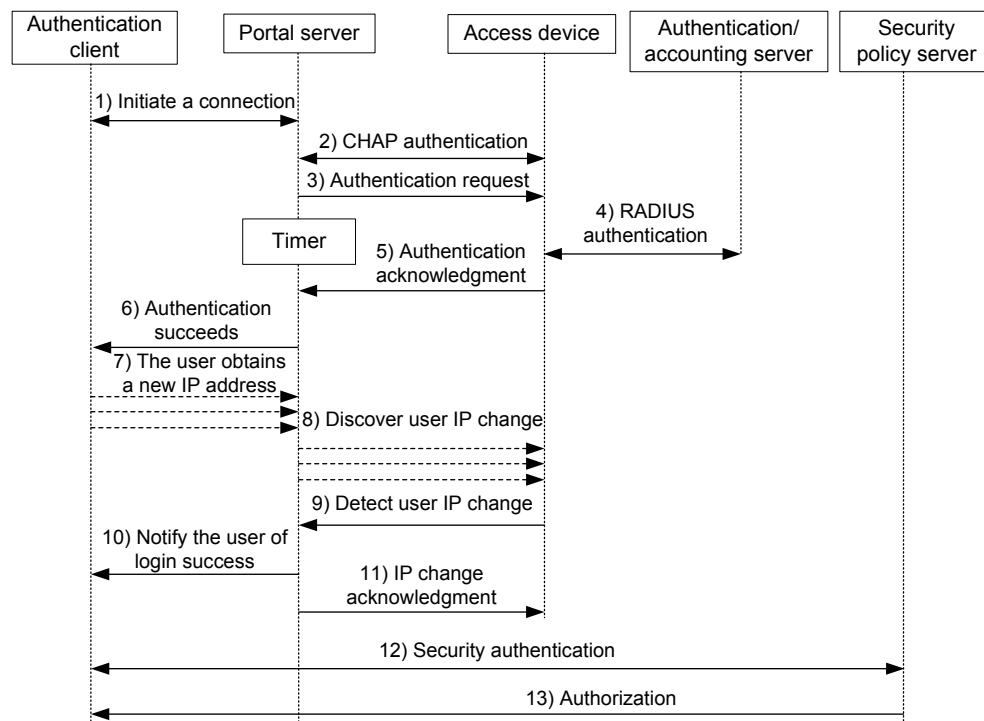 Authentication
client
Portal server
Access device
Authentication/
accounting server
Security
policy server
1) Initiate a connection
2) CHAP authentication
3) Authentication request
Timer
4) RADIUS
authentication
5) Authentication
acknowledgment
6) Authentication
succeeds
7) The user obtains
a new IP address
8) Discover user IP change
9) Detect user IP change
10) Notify the user of
login success
11) IP change
acknowledgment
12) Security authentication
13) Authorization